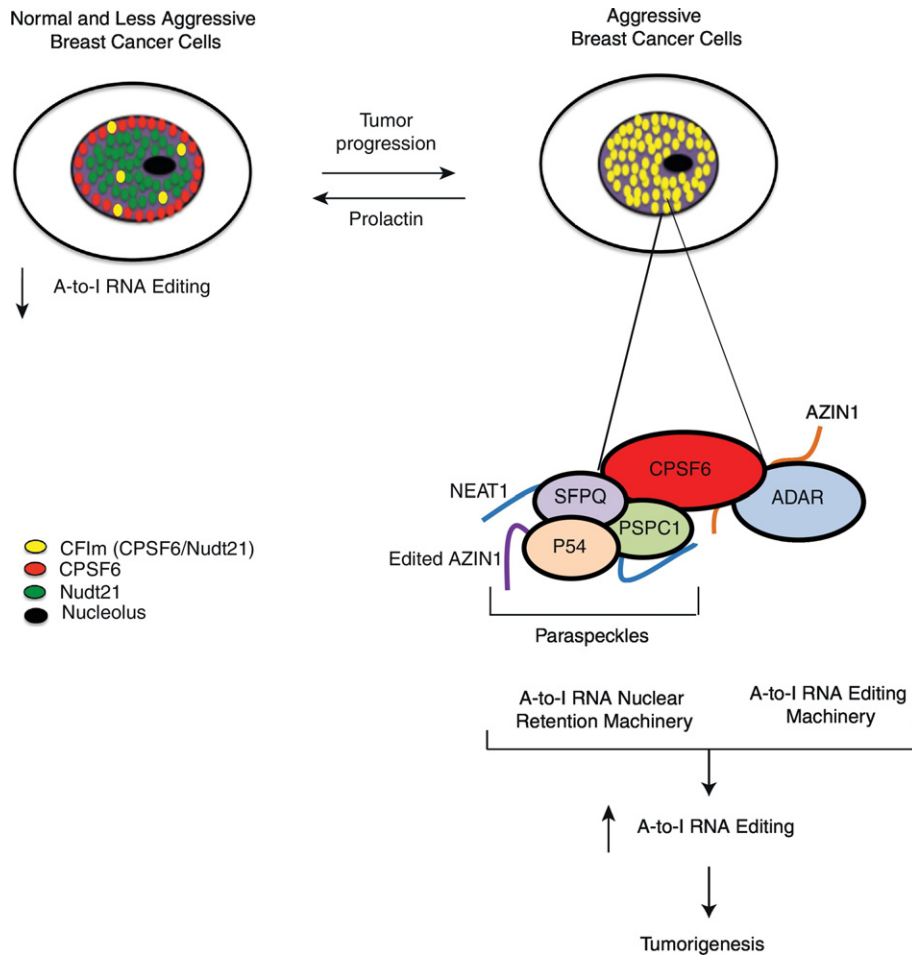 Normal and Less Aggressive
Breast Cancer Cells
Aggressive
Breast Cancer Cells
Tumor
progression
Prolactin
A-to-I RNA Editing
AZIN1
CPSF6
ADAR
NEAT1
SFPQ
PSPC1
P54
Edited AZIN1
CFIm (CPSF6/Nudt21)
CPSF6
Nudt21
Nucleolus
Paraspeckles
A-to-I RNA Nuclear
Retention Machinery
A-to-I RNA Editing
Machinery
A-to-I RNA Editing
Tumorigenesis